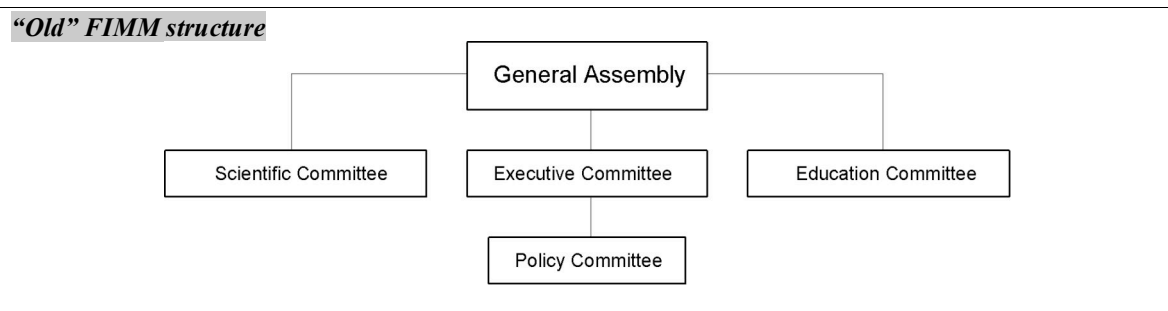 “Old” FIMM structure
General Assembly
Scientific Committee
Executive Committee
Education Committee
Policy Committee